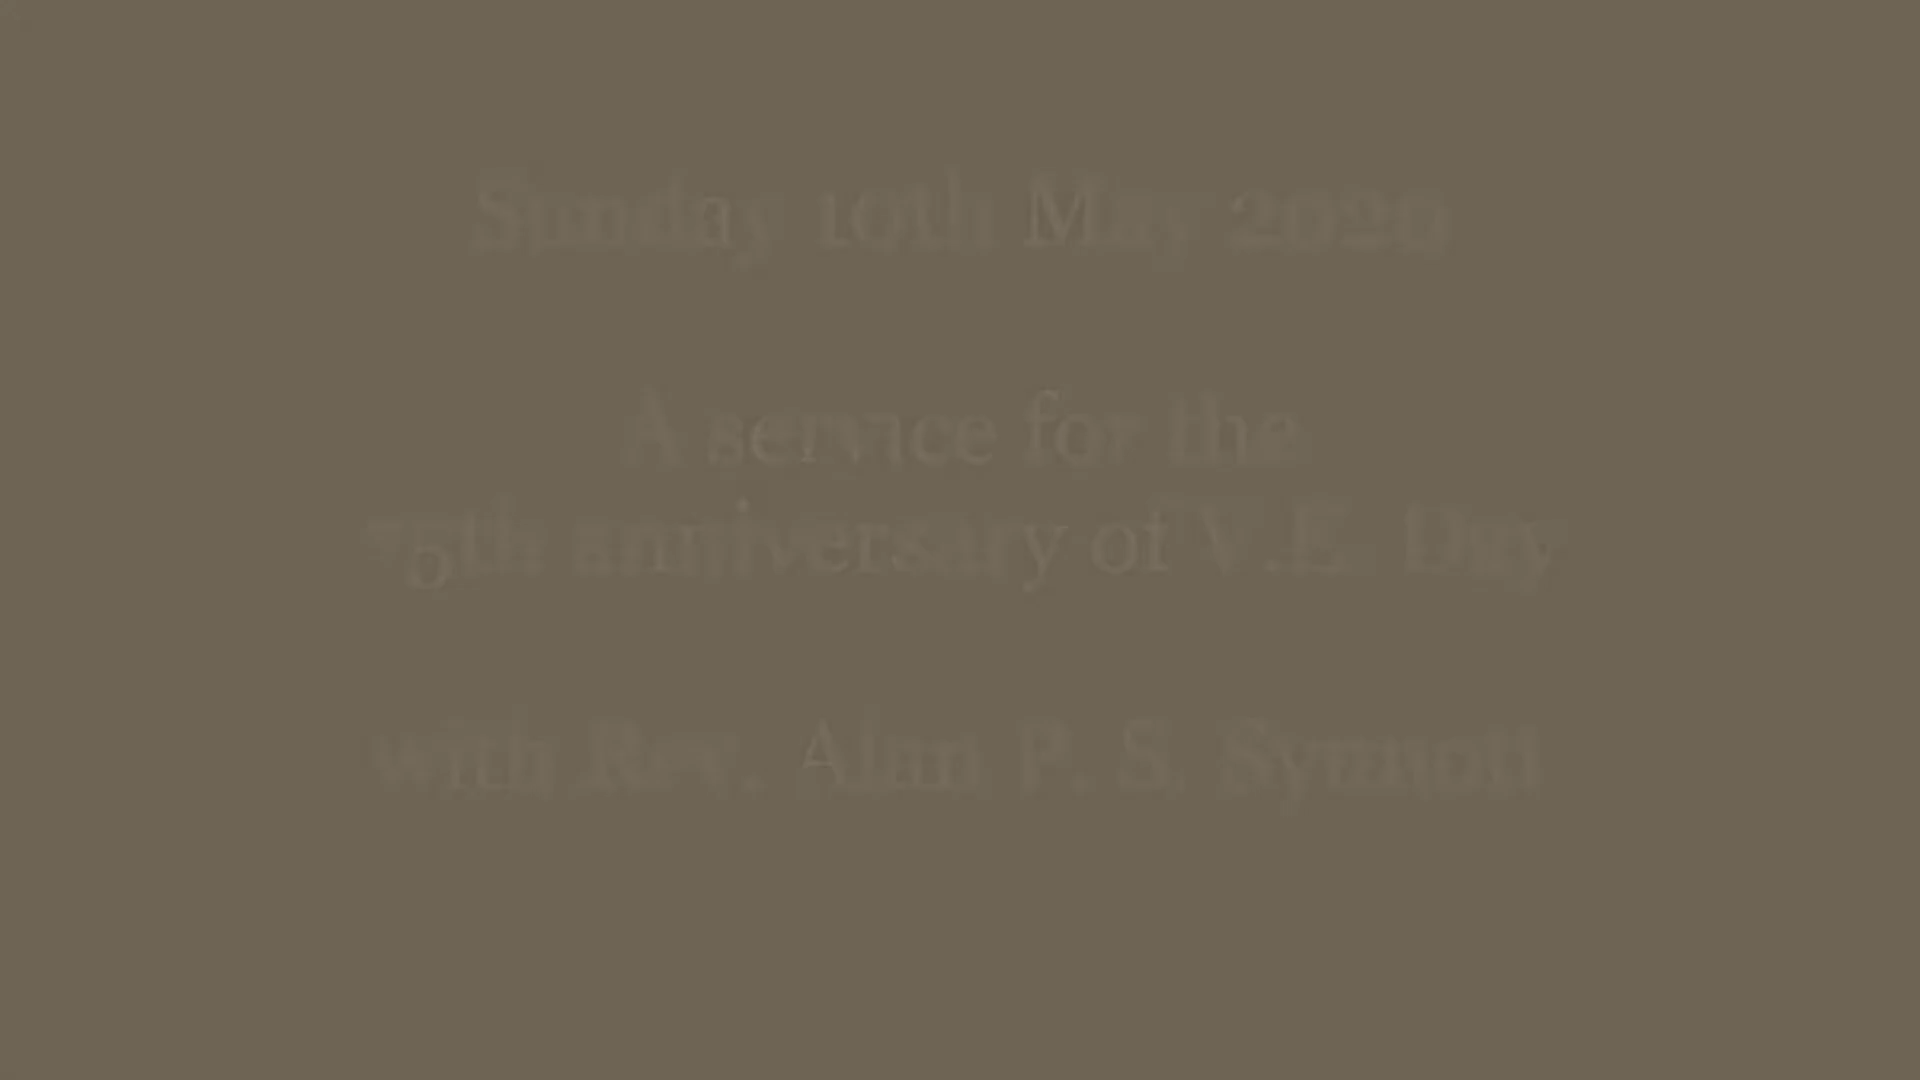 Sunday 10th May 2020
A service for the
75th anniversary of V.E. Day
with Rev. Alan P. S. Synnott